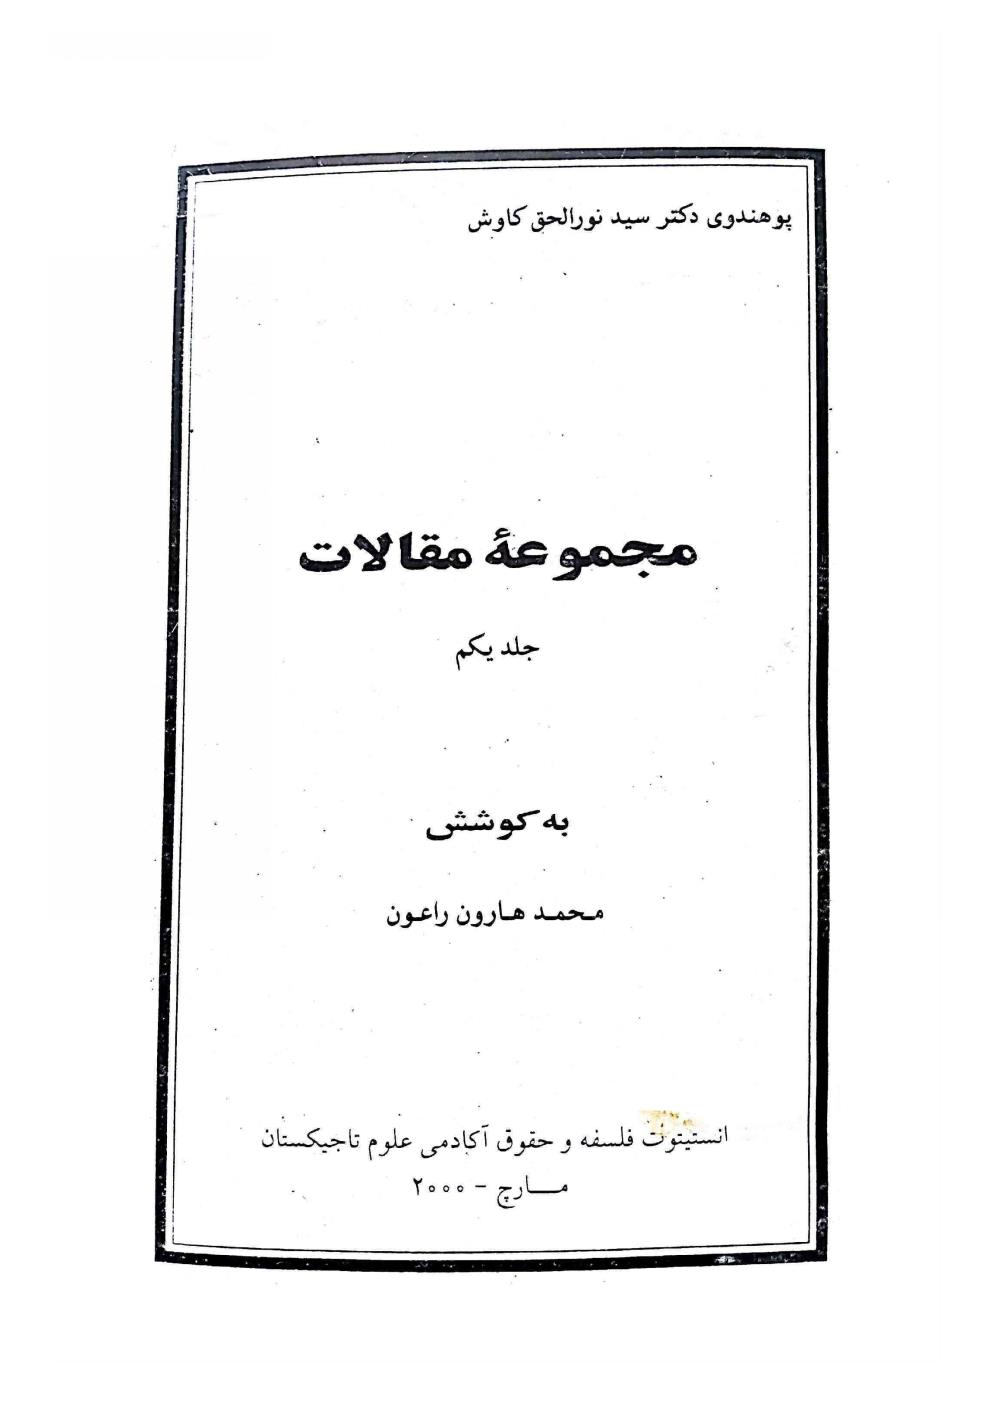 پوهندوی دکتر سید نورالحق کاوش
مجموعهٔ مقالات
جلد یکم
به کوشش
محمد هارون راعون
انستیتوت فلسفه و حقوق آکادمی علوم تاجیکستان
مارچ - ۲۰۰۰